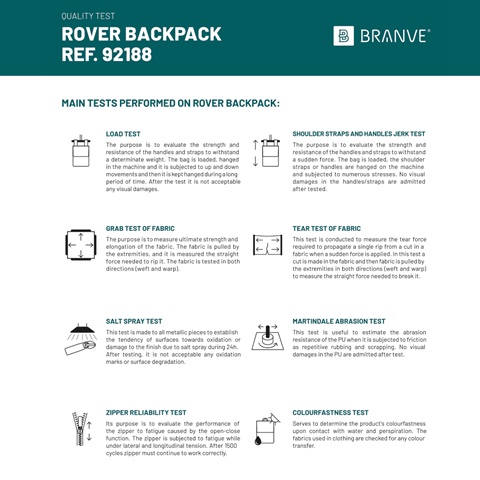 QUALITY TEST
ROVER BACKPACK
REF. 92188
BRANVE®
MAIN TESTS PERFORMED ON ROVER BACKPACK:
LOAD TEST
The purpose is to evaluate the strength and
resistance of the handles and straps to withstand
a determinate weight. The bag is loaded, hanged
in the machine and it is subjected to up and down
movements and then it is kept hanged during a long
period of time. After the test it is not acceptable
any visual damages.
SHOULDER STRAPS AND HANDLES JERK TEST
The purpose is to evaluate the strength and
resistance of the handles and straps to withstand
a sudden force. The bag is loaded, the shoulder
straps or handles are hanged on the machine
and subjected to numerous stresses. No visual
damages in the handles/straps are admitted
after tested.
GRAB TEST OF FABRIC
The purpose is to measure ultimate strength and
elongation of the fabric. The fabric is pulled by
the extremities, and it is measured the straight
force needed to rip it. The fabric is tested in both
directions (weft and warp).
TEAR TEST OF FABRIC
This test is conducted to measure the tear force
required to propagate a single rip from a cut in a
fabric when a sudden force is applied. In this test a
cut is made in the fabric and then fabric is pulled by
the extremities in both directions (weft and warp)
to measure the straight force needed to break it.
SALT SPRAY TEST
This test is made to all metallic pieces to establish
the tendency of surfaces towards oxidation or
damage to the finish due to salt spray during 24h.
After testing, it is not acceptable any oxidation
marks or surface degradation.
MARTINDALE ABRASION TEST
This test is useful to estimate the abrasion
resistance of the PU when it is subjected to friction
as repetitive rubbing and scrapping. No visual
damages in the PU are admitted after test.
ZIPPER RELIABILITY TEST
Its purpose is to evaluate the performance of
the zipper to fatigue caused by the open-close
function. The zipper is subjected to fatigue while
under lateral and longitudinal tension. After 1500
cycles zipper must continue to work correctly.
COLOURFASTNESS TEST
Serves to determine the product's colourfastness
upon contact with water and perspiration. The
fabrics used in clothing are checked for any colour
transfer.